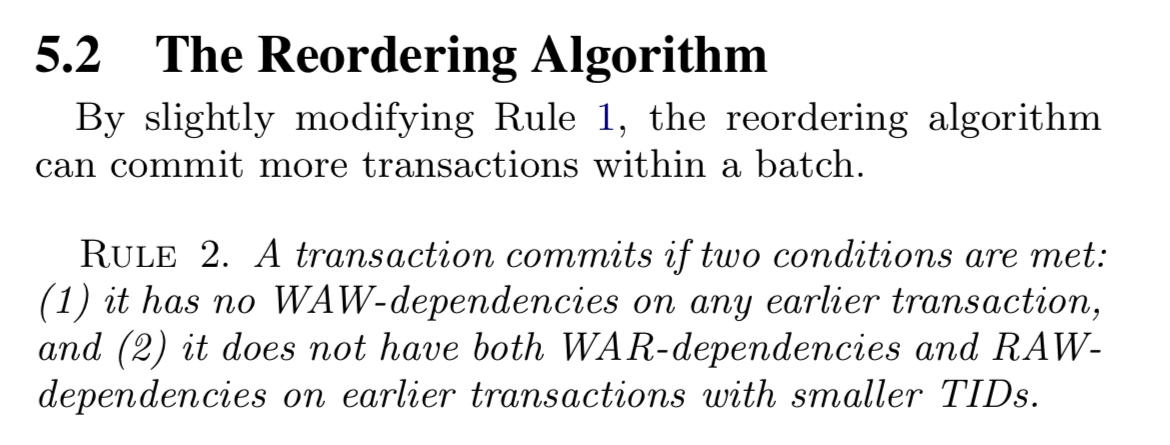 5.2 The Reordering Algorithm
By slightly modifying Rule 1, the reordering algorithm
can commit more transactions within a batch.
RULE 2. A transaction commits if two conditions are met:
(1) it has no WAW-dependencies on any earlier transaction,
and (2) it does not have both WAR-dependencies and RAW-
dependencies on earlier transactions with smaller TIDs.